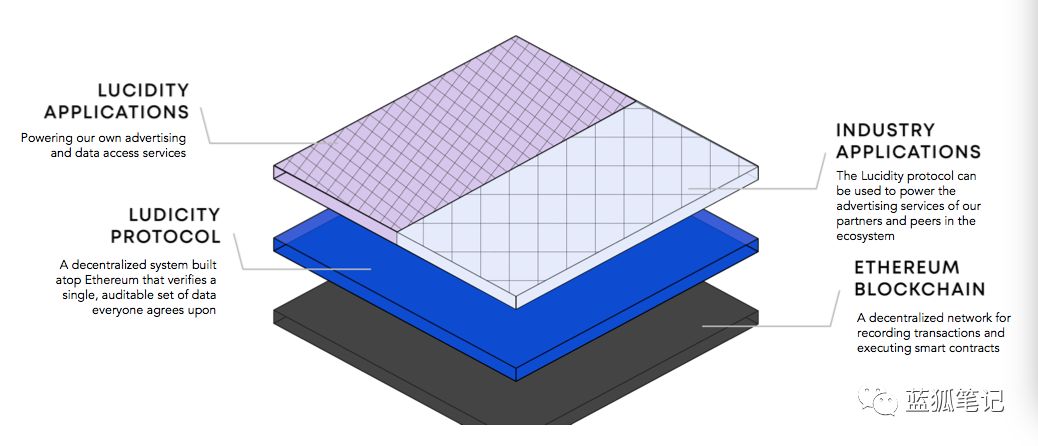 LUCIDITY
APPLICATIONS
Powering our own advertising
and data access services
LUDICITY
PROTOCOL
A decentralized system built
atop Ethereum that verifies a
single, auditable set of data
everyone agrees upon
INDUSTRY
APPLICATIONS
The Lucidity protocol can
be used to power the
advertising services of our
partners and peers in the
ecosystem
ETHEREUM
BLOCKCHAIN
A decentralized network for
recording transactions and
executing smart contracts
蓝狐笔记